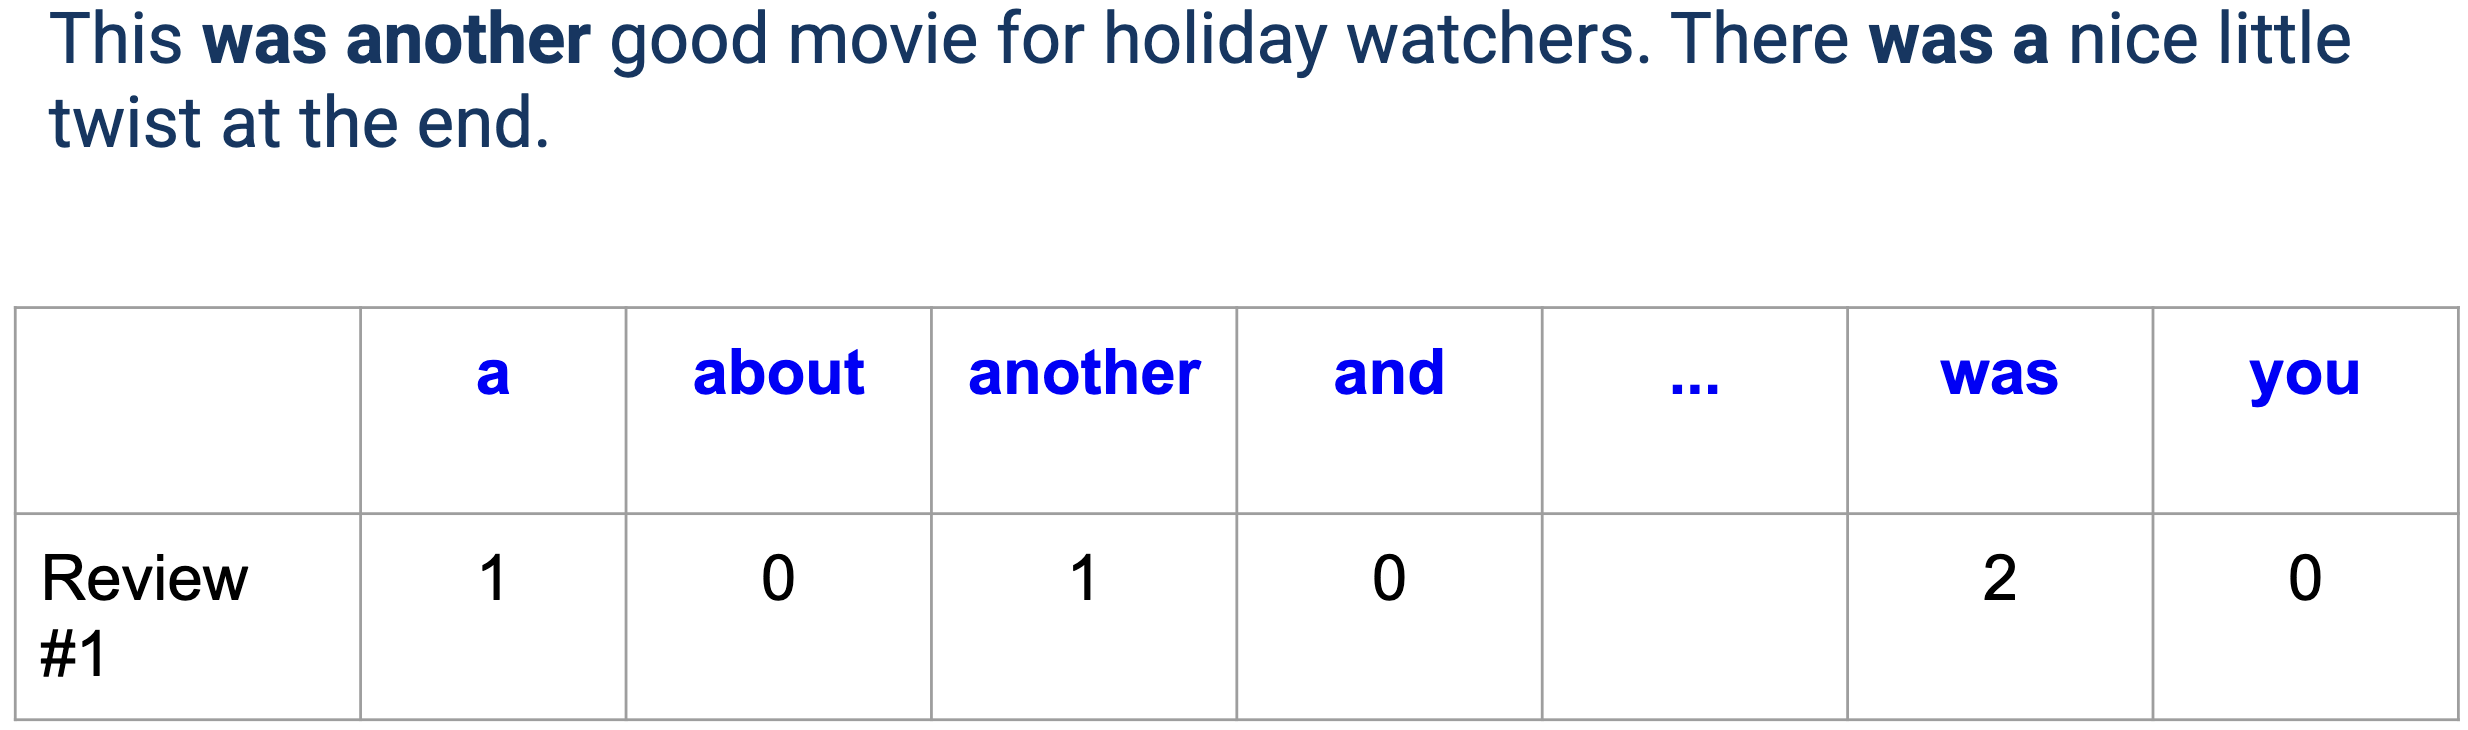 This was another good movie for holiday watchers. There was a nice little
twist at the end.
a about another and ... was you
Review 1 0 1 0 2 0
#1